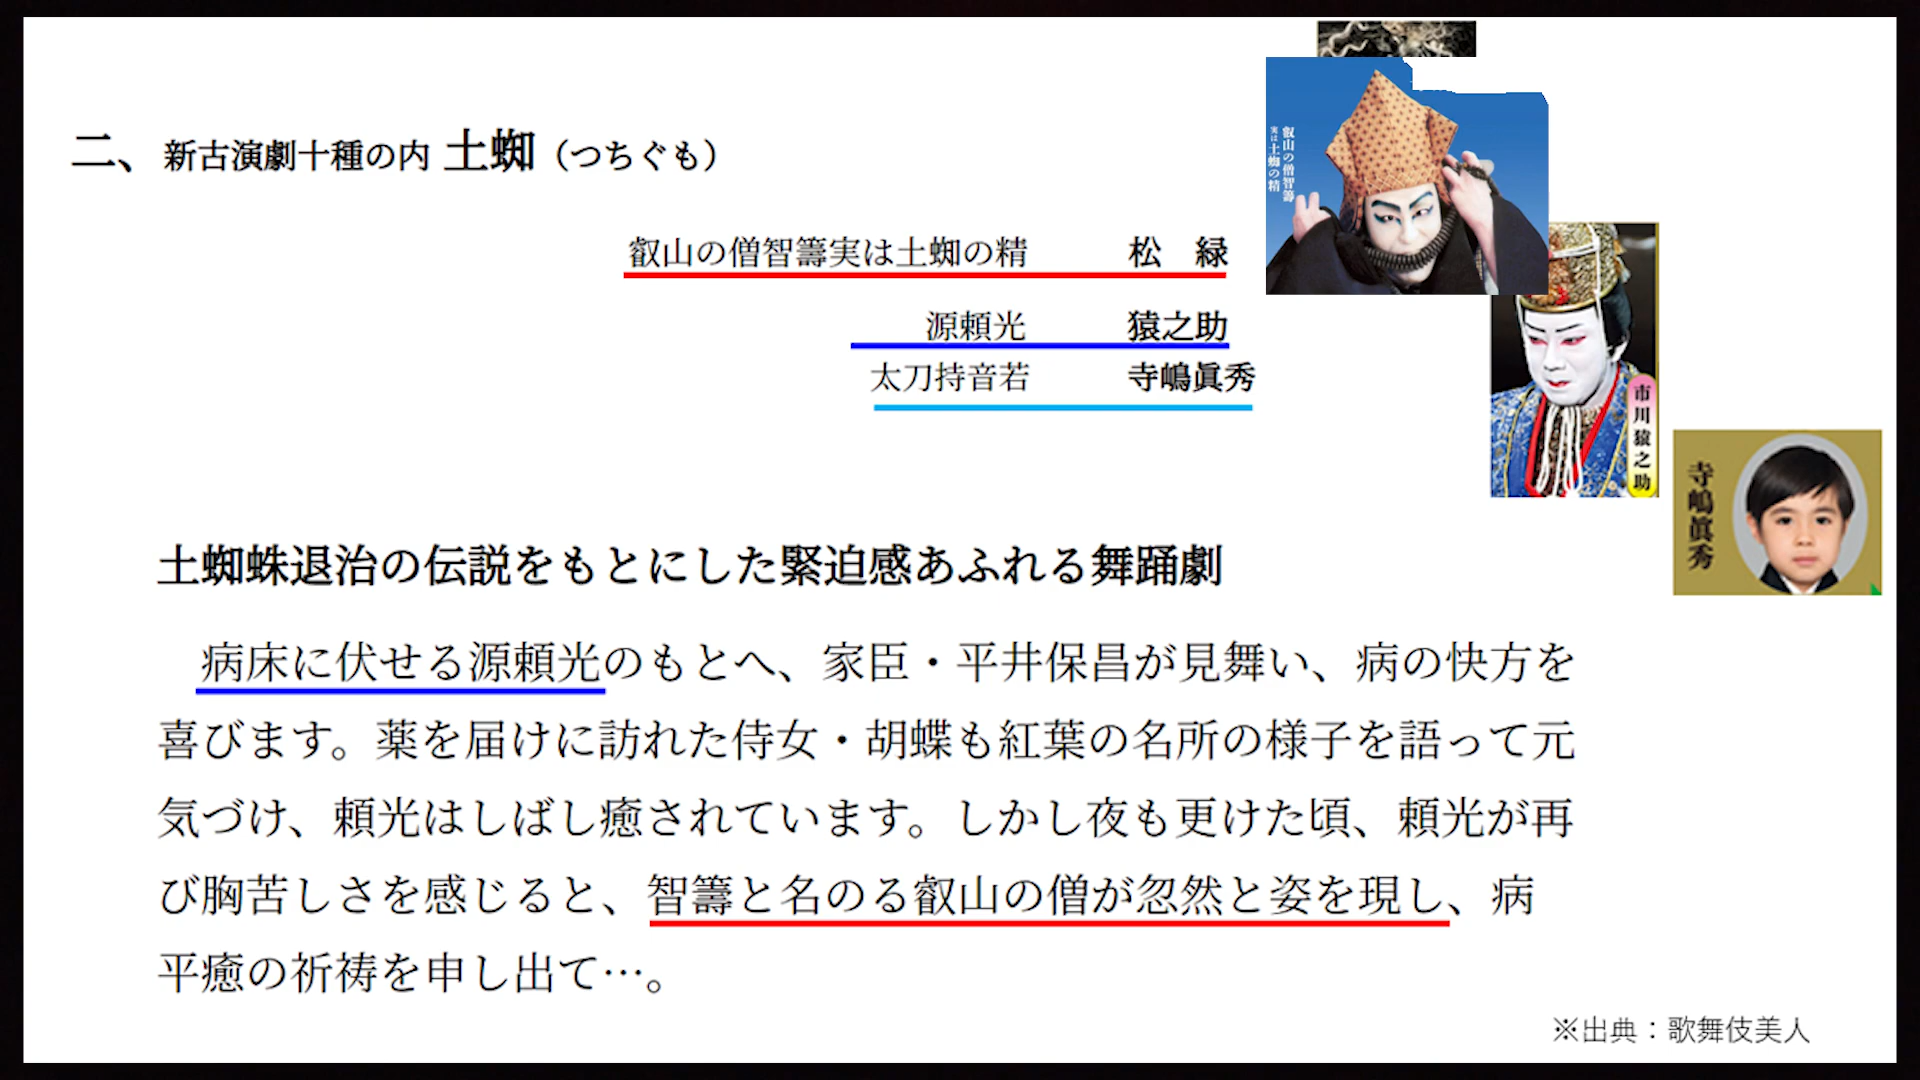 二、新古演劇十種の内 土蜘（つちぐも）
叡山の僧智籌実は土蜘の精 松　緑
源頼光 猿之助
太刀持音若 寺嶋眞秀
叡山の僧智籌
実は土蜘の精
市川猿之助
寺嶋眞秀
土蜘蛛退治の伝説をもとにした緊迫感あふれる舞踊劇
病床に伏せる源頼光のもとへ、家臣・平井保昌が見舞い、病の快方を
喜びます。薬を届けに訪れた侍女・胡蝶も紅葉の名所の様子を語って元
気づけ、頼光はしばし癒されています。しかし夜も更けた頃、頼光が再
び胸苦しさを感じると、智籌と名のる叡山の僧が忽然と姿を現し、病
平癒の祈祷を申し出て…。
※出典：歌舞伎美人